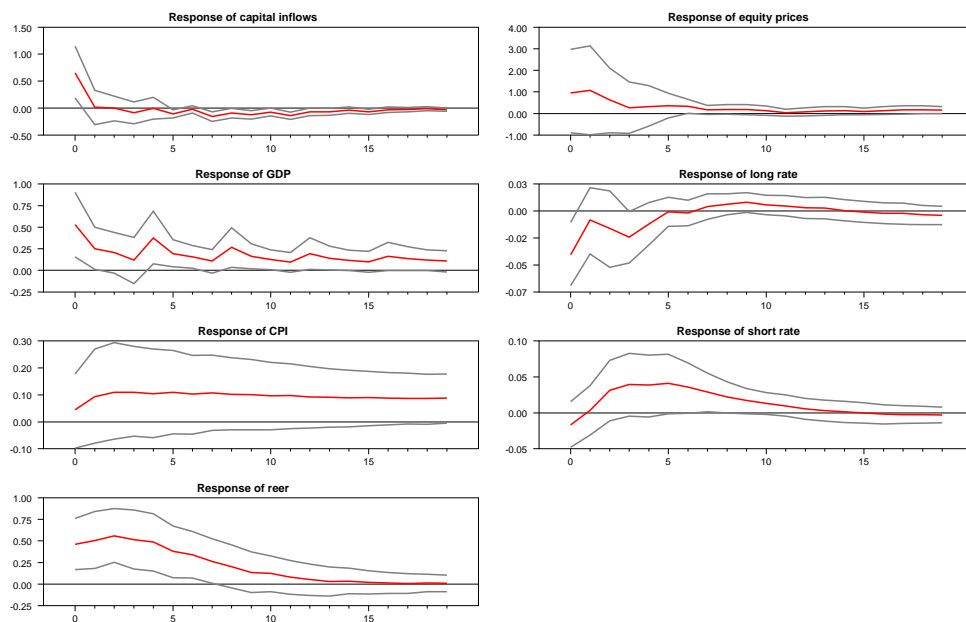 Response of capital inflows
1.50
1.00
0.50
0.00
-0.50
0 5 10 15
Response of equity prices
4.00
3.00
2.00
1.00
0.00
-1.00
0 5 10 15
Response of GDP
1.00
0.75
0.50
0.25
0.00
-0.25
0 5 10 15
Response of long rate
0.03
0.00
-0.02
-0.05
-0.07
0 5 10 15
Response of CPI
0.30
0.20
0.10
0.00
-0.10
0 5 10 15
Response of short rate
0.10
0.05
0.00
-0.05
0 5 10 15
Response of reer
1.00
0.75
0.50
0.25
0.00
-0.25
0 5 10 15